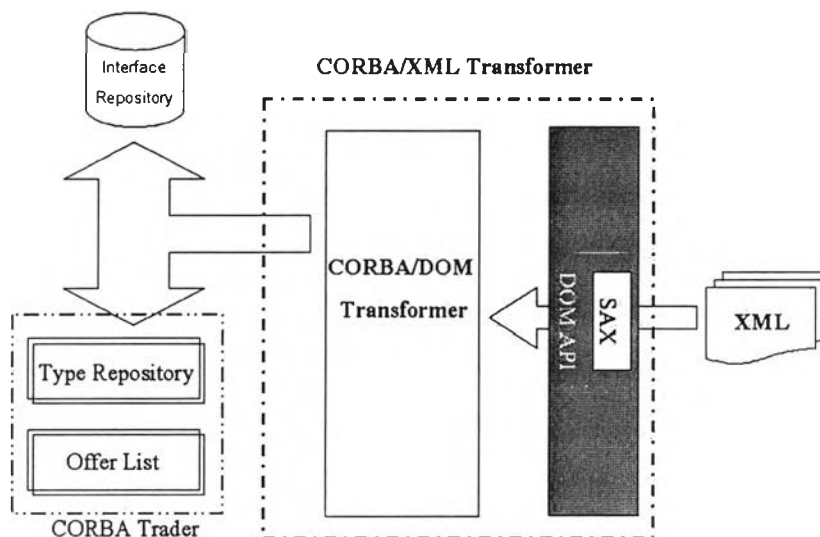 Interface
Repository
CORBA/XML Transformer
CORBA/DOM
Transformer
DOM API
SAX
XML
Type Repository
Offer List
CORBA Trader